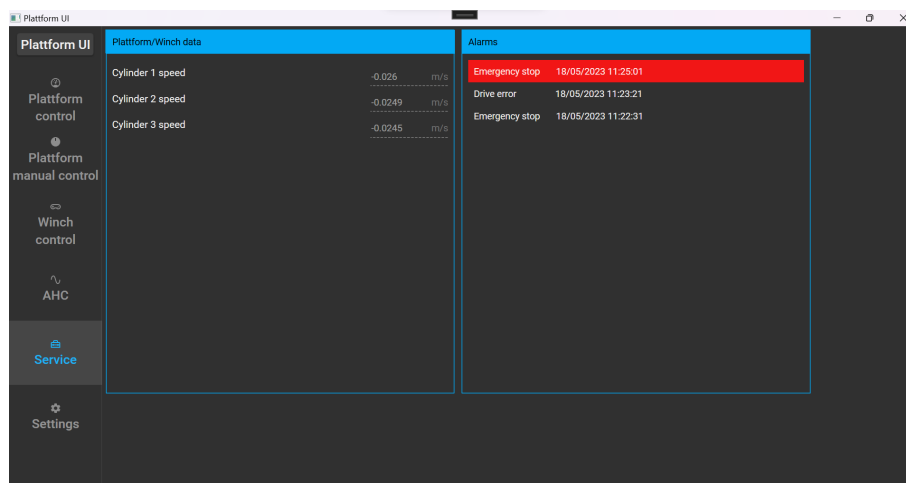 Plattform UI
Plattform UI
Plattform
control
Plattform
manual control
Winch
control
AHC
Service
Settings
Plattform/Winch data
Cylinder 1 speed -0.026 m/s
Cylinder 2 speed -0.0249 m/s
Cylinder 3 speed -0.0245 m/s
Alarms
Emergency stop 18/05/2023 11:25:01
Drive error 18/05/2023 11:23:21
Emergency stop 18/05/2023 11:22:31